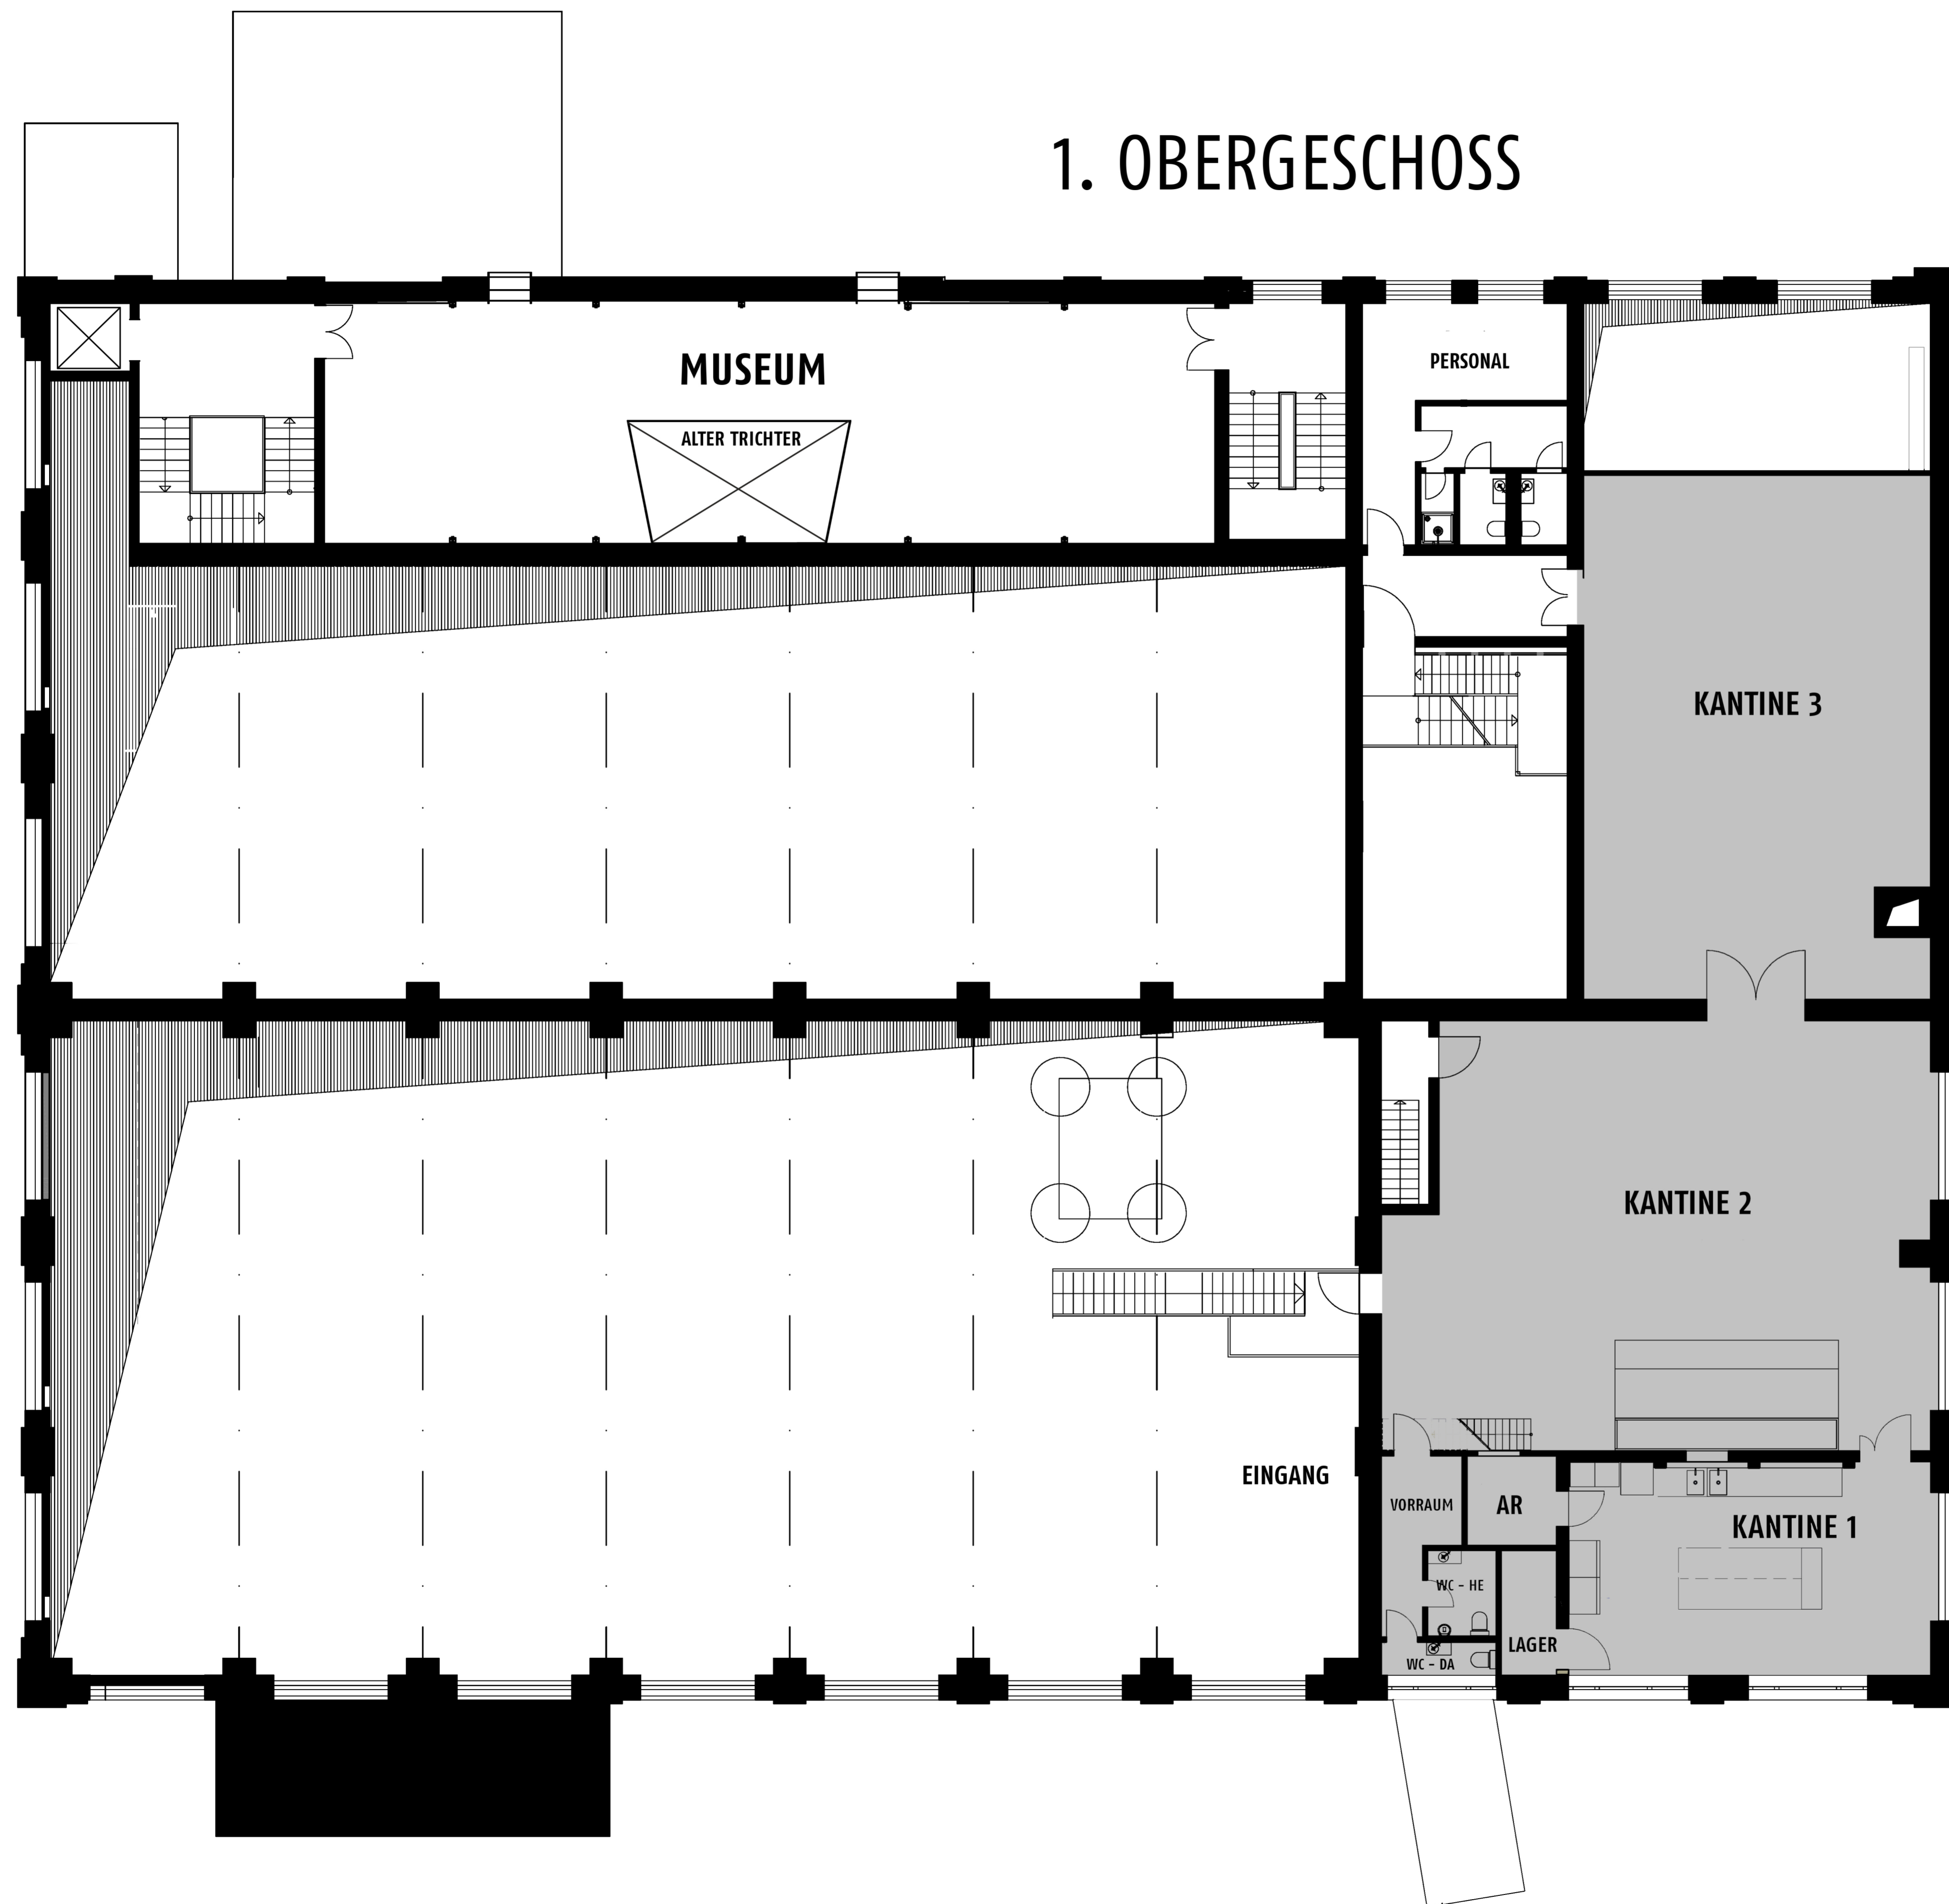 1. OBERGESCHOSS
MUSEUM
PERSONAL
ALTER TRICHTER
KANTINE 3
KANTINE 2
EINGANG
VORRAUM
AR
KANTINE 1
WC - HE
LAGER
WC - DA